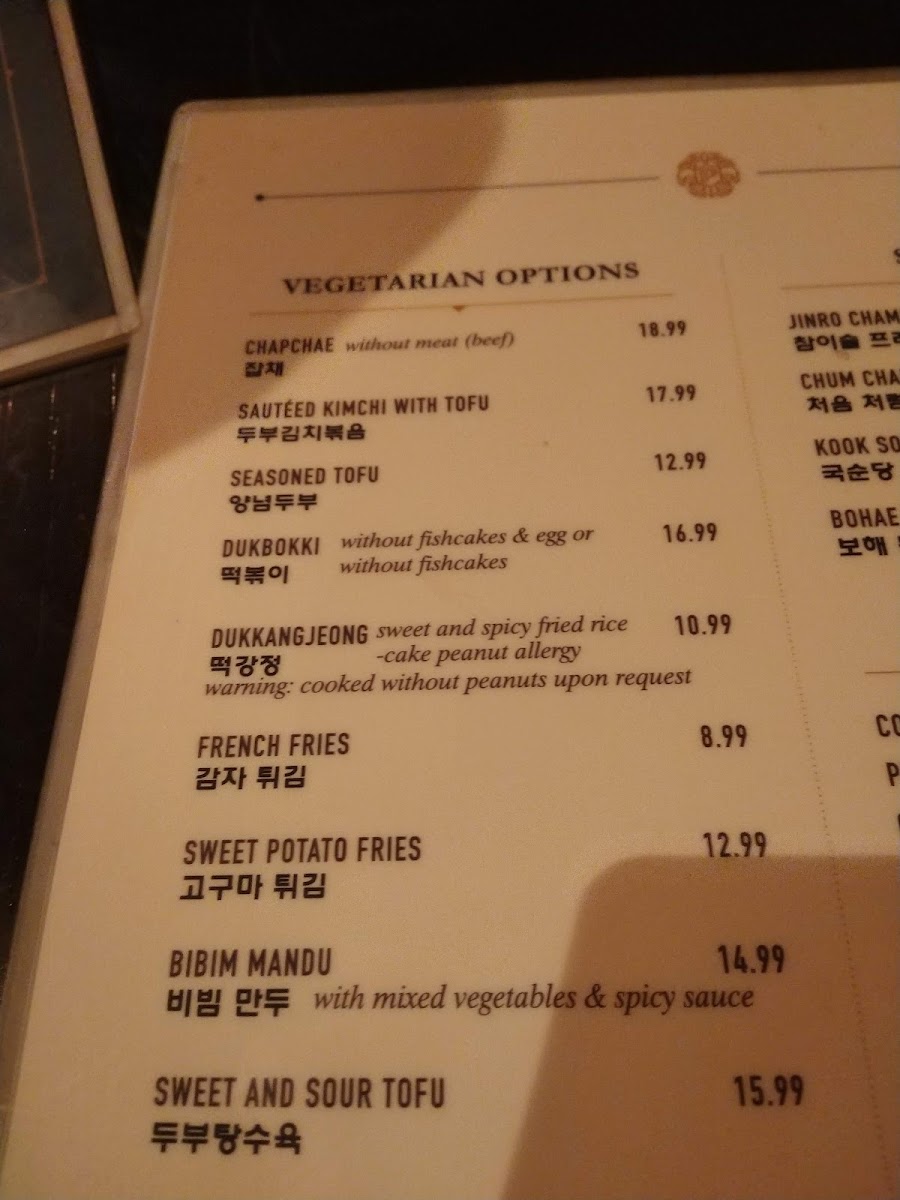 VEGETARIAN OPTIONS
CHAPCHAE without meat (beef) 18.99
잡채
SAUTÉED KIMCHI WITH TOFU 17.99
두부김치볶음
SEASONED TOFU 12.99
양념두부
DUKBOKKI without fishcakes & egg or 16.99
떡볶이 without fishcakes
DUKKANGJEONG sweet and spicy fried rice 10.99
떡강정 -cake peanut allergy
warning: cooked without peanuts upon request
FRENCH FRIES 8.99
감자 튀김
SWEET POTATO FRIES 12.99
고구마 튀김
BIBIM MANDU 14.99
비빔 만두 with mixed vegetables & spicy sauce
SWEET AND SOUR TOFU 15.99
두부탕수육
JINRO CHAM
참이슬
CHUM
처음
KOOK
국순당
BOHAE
보해